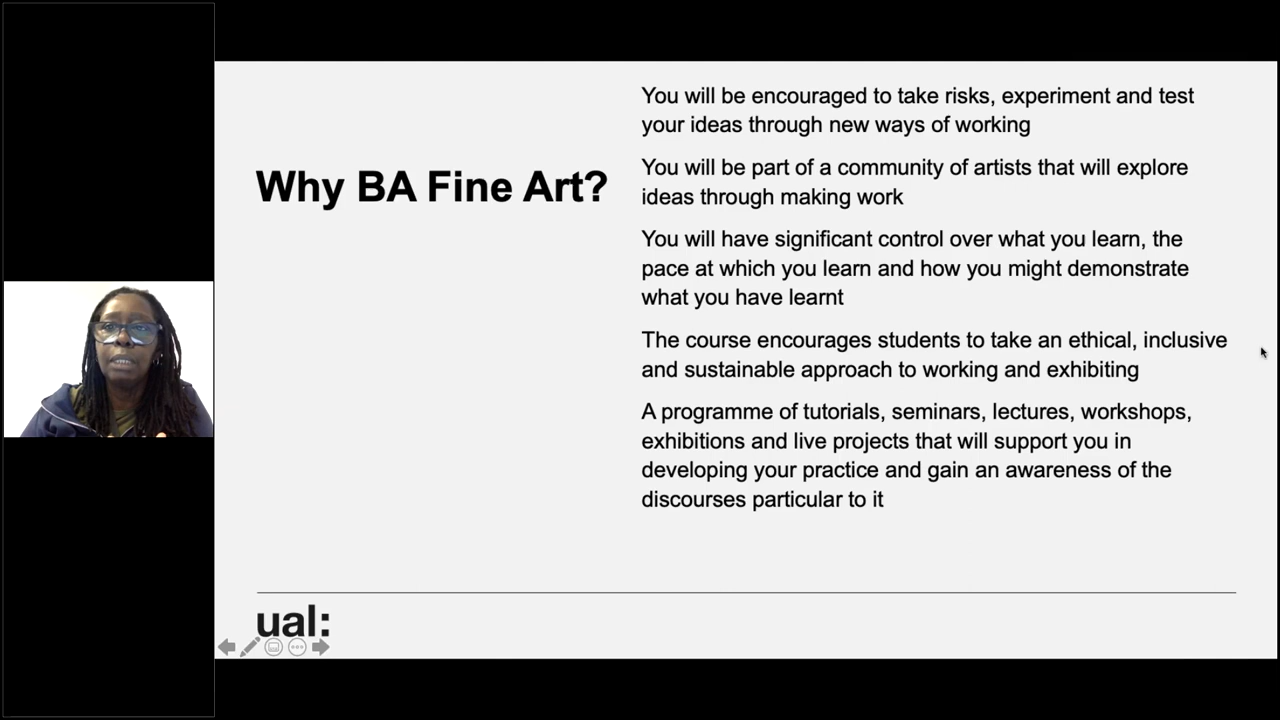 Why BA Fine Art?
You will be encouraged to take risks, experiment and test
your ideas through new ways of working
You will be part of a community of artists that will explore
ideas through making work
You will have significant control over what you learn, the
pace at which you learn and how you might demonstrate
what you have learnt
The course encourages students to take an ethical, inclusive
and sustainable approach to working and exhibiting
A programme of tutorials, seminars, lectures, workshops,
exhibitions and live projects that will support you in
developing your practice and gain an awareness of the
discourses particular to it
ual: